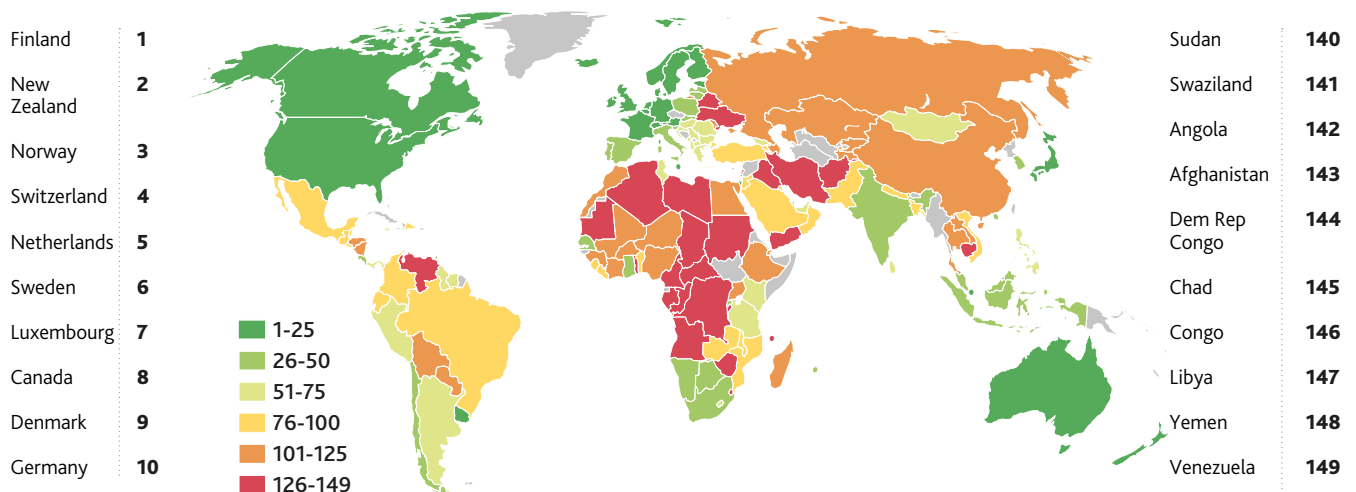 Finland 1
New
Zealand 2
Norway 3
Switzerland 4
Netherlands 5
Sweden 6
Luxembourg 7
Canada 8
Denmark 9
Germany 10
1-25
26-50
51-75
76-100
101-125
126-149
Sudan 140
Swaziland 141
Angola 142
Afghanistan 143
Dem Rep
Congo 144
Chad 145
Congo 146
Libya 147
Yemen 148
Venezuela 149